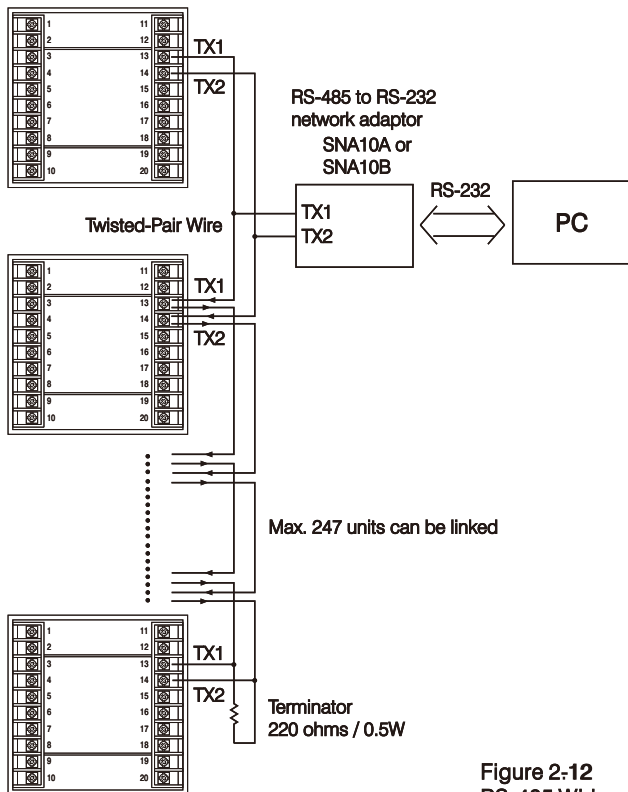 1 11
2 12
3 13 TX1
4 14
5 15 TX2
6 16
7 17
8 18
9 19
10 20
RS-485 to RS-232
network adaptor
SNA10A or
SNA10B
TX1
TX2
RS-232
PC
Twisted-Pair Wire
1 11
2 12 TX1
3 13
4 14
5 15 TX2
6 16
7 17
8 18
9 19
10 20
Max. 247 units can be linked
1 11
2 12
3 13 TX1
4 14
5 15 TX2
6 16
7 17
8 18
9 19
10 20
Terminator
220 ohms / 0.5W
Figure 2-12
RS-485